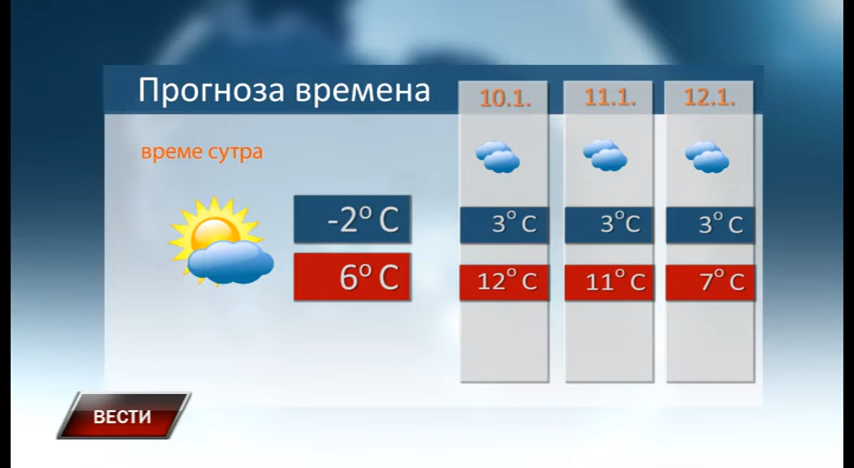 Прогноза времена
време сутра
-2° C
6° C
10.1.
3° C
12° C
11.1.
3°C
11° C
12.1.
3° C
7° C
ВЕСТИ